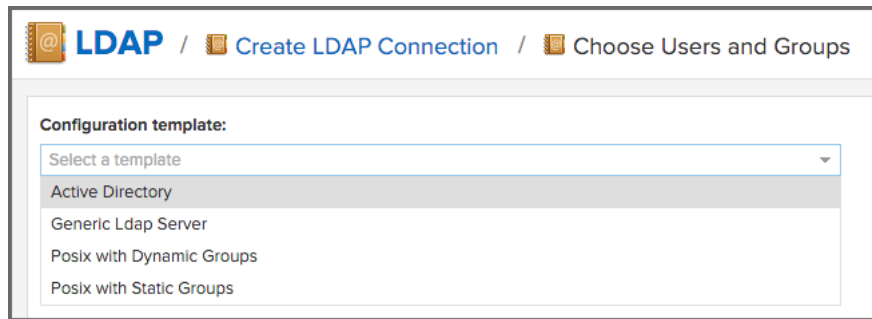 LDAP / Create LDAP Connection / Choose Users and Groups
Configuration template:
Select a template
Active Directory
Generic Ldap Server
Posix with Dynamic Groups
Posix with Static Groups